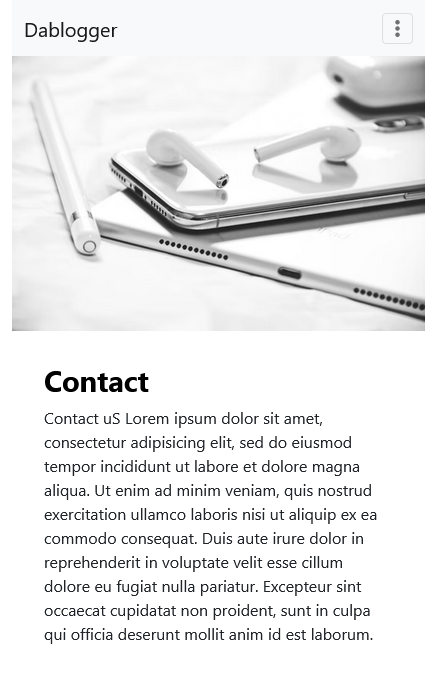 Dablogger
Contact
Contact uS Lorem ipsum dolor sit amet,
consectetur adipisicing elit, sed do eiusmod
tempor incididunt ut labore et dolore magna
aliqua. Ut enim ad minim veniam, quis nostrud
exercitation ullamco laboris nisi ut aliquip ex ea
commodo consequat. Duis aute irure dolor in
reprehenderit in voluptate velit esse cillum
dolore eu fugiat nulla pariatur. Excepteur sint
occaecat cupidatat non proident, sunt in culpa
qui officia deserunt mollit anim id est laborum.